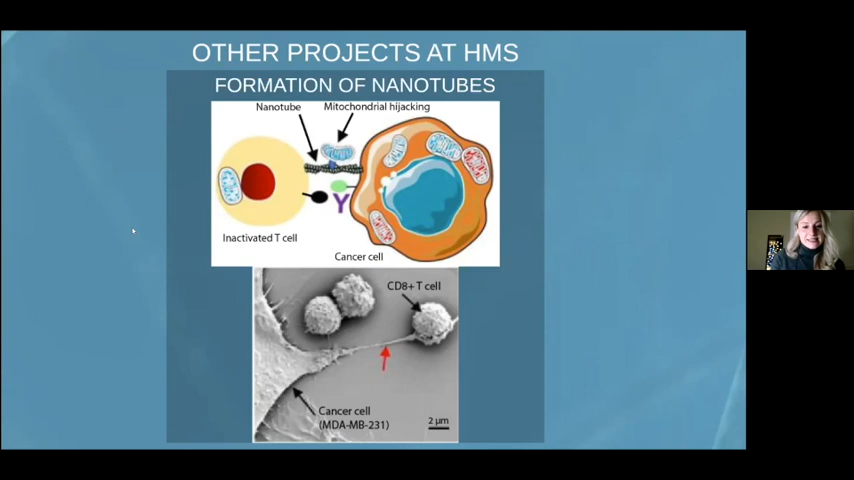 OTHER PROJECTS AT HMS
FORMATION OF NANOTUBES
Nanotube Mitochondrial hijacking
Inactivated T cell
Cancer cell
CD8+ T cell
Cancer cell
(MDA-MB-231)
2 µm